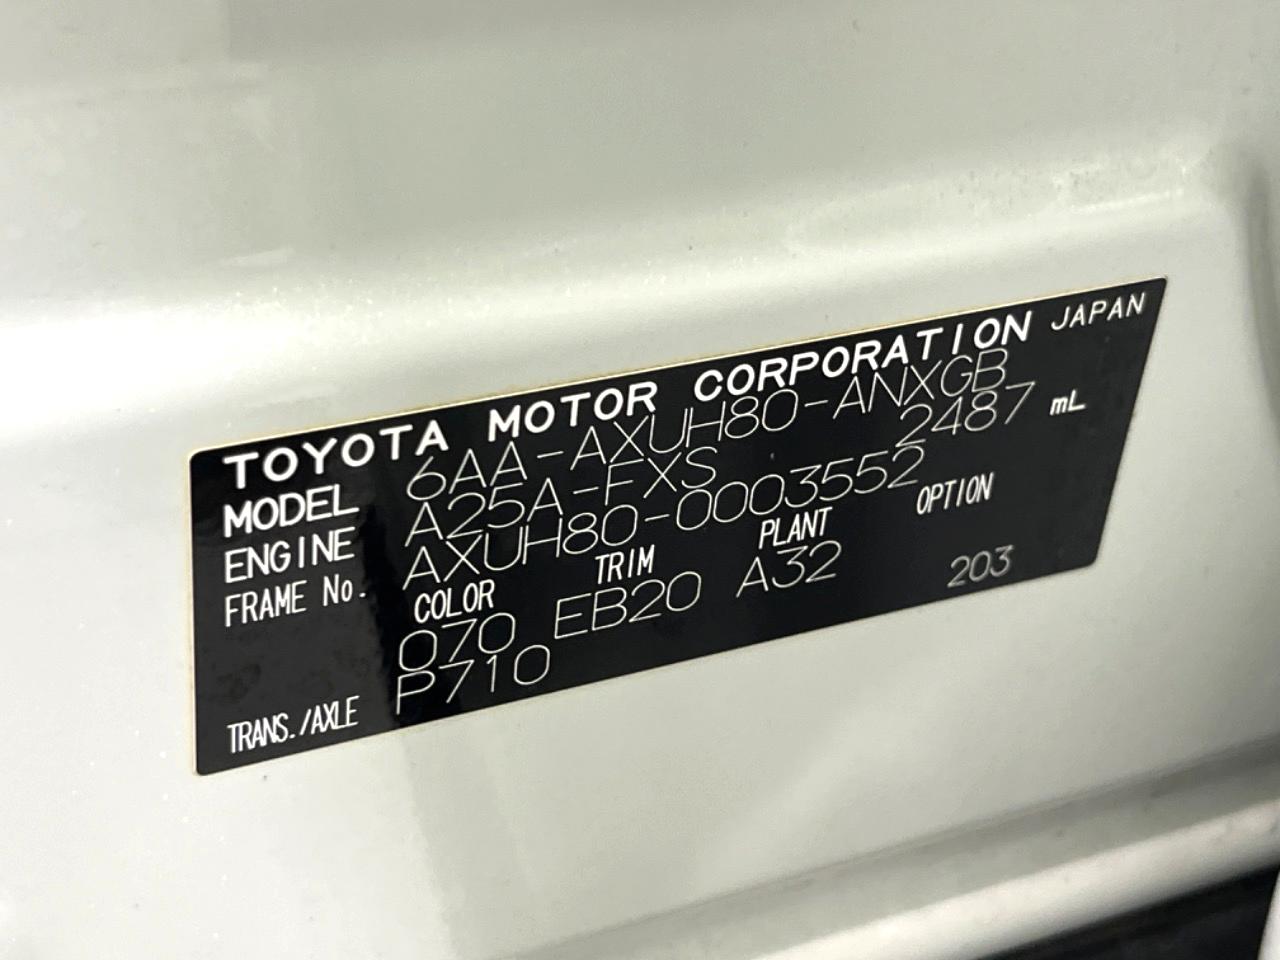 TOYOTA MOTOR CORPORATION JAPAN
MODEL 6AA-AXUH80-ANXGB
ENGINE A25A-FXS 2487 mL
FRAME No. AXUH80-0003552
COLOR TRIM PLANT OPTION
070 EB20 A32 203
TRANS./AXLE P710